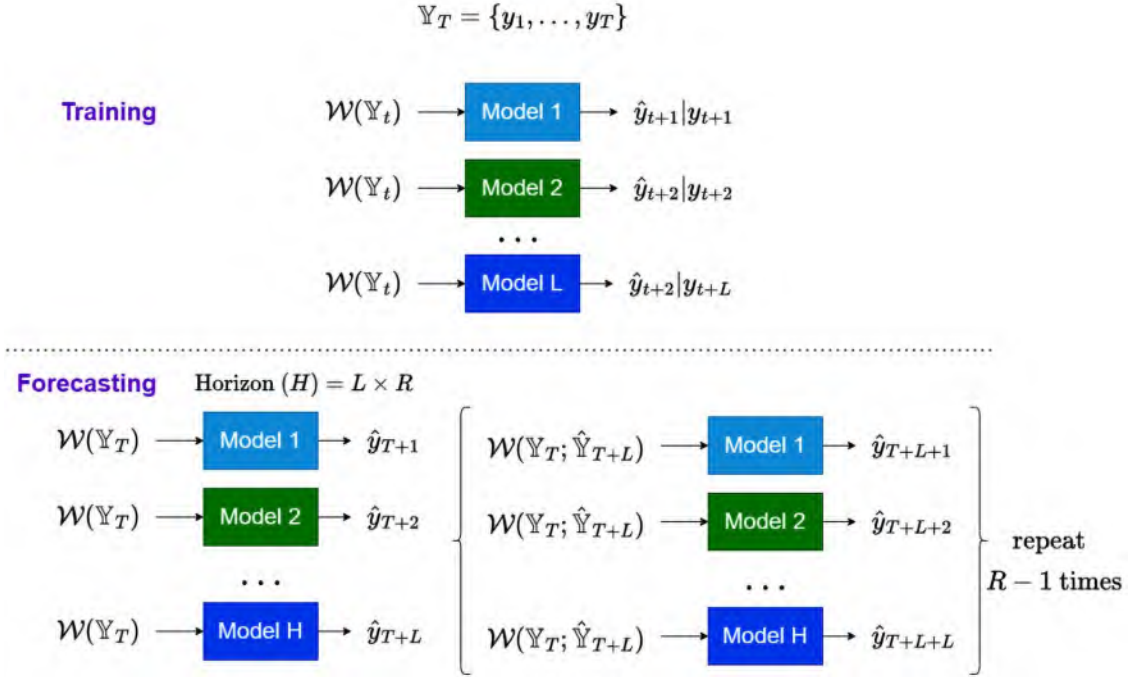 𝕐_T = {y_1, …, y_T}
Training
𝒲(𝕐_t) → Model 1 → ŷ_{t+1}|y_{t+1}
𝒲(𝕐_t) → Model 2 → ŷ_{t+2}|y_{t+2}
...
𝒲(𝕐_t) → Model L → ŷ_{t+2}|y_{t+L}
Forecasting Horizon (H) = L × R
𝒲(𝕐_T) → Model 1 → ŷ_{T+1}
𝒲(𝕐_T) → Model 2 → ŷ_{T+2}
...
𝒲(𝕐_T) → Model H → ŷ_{T+L}
𝒲(𝕐_T; 𝕐̂_{T+L}) → Model 1 → ŷ_{T+L+1}
𝒲(𝕐_T; 𝕐̂_{T+L}) → Model 2 → ŷ_{T+L+2}
...
𝒲(𝕐_T; 𝕐̂_{T+L}) → Model H → ŷ_{T+L+L}
repeat
R − 1 times